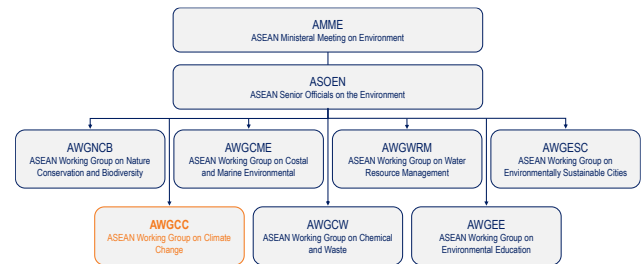 AMME
ASEAN Ministeral Meeting on Environment
ASOEN
ASEAN Senior Officials on the Environment
AWGNCB
ASEAN Working Group on Nature
Conservation and Biodiversity
AWGCME
ASEAN Working Group on Costal
and Marine Environmental
AWGWRM
ASEAN Working Group on Water
Resource Management
AWGESC
ASEAN Working Group on
Environmentally Sustainable Cities
AWGCC
ASEAN Working Group on Climate
Change
AWGCW
ASEAN Working Group on Chemical
and Waste
AWGEE
ASEAN Working Group on
Environmental Education